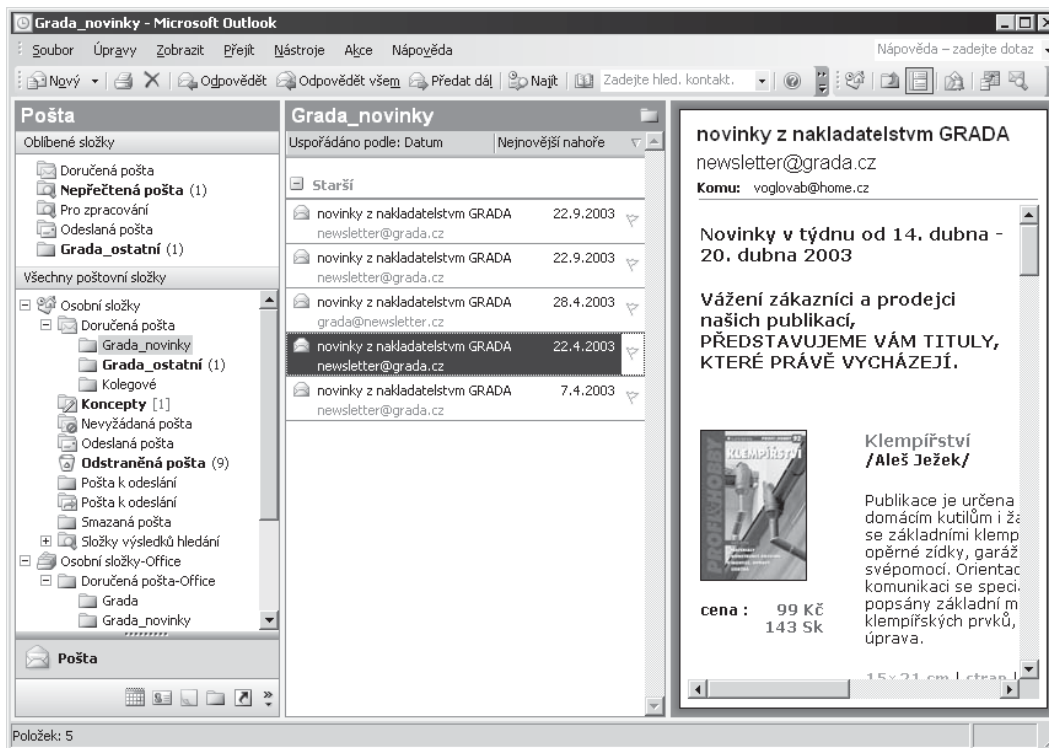 Grada_novinky - Microsoft Outlook
Soubor Úpravy Zobrazit Přejít Nástroje Akce Nápověda
Nápověda – zadejte dotaz
Nový Odpovědět Odpovědět všem Předat dál Najít Zadejte hled. kontakt.
Pošta
Oblíbené složky
Doručená pošta
Nepřečtená pošta (1)
Pro zpracování
Odeslaná pošta
Grada_ostatní (1)
Všechny poštovní složky
Osobní složky
Doručená pošta
Grada_novinky
Grada_ostatní (1)
Kolegové
Koncepty [1]
Nevyžádaná pošta
Odeslaná pošta
Odstraněná pošta (9)
Pošta k odeslání
Pošta k odeslání
Smazaná pošta
Složky výsledků hledání
Osobní složky-Office
Doručená pošta-Office
Grada
Grada_novinky
Pošta
Grada_novinky
Uspořádáno podle: Datum Nejnovější nahoře
Starší
novinky z nakladatelstvm GRADA 22.9.2003
newsletter@grada.cz
novinky z nakladatelstvm GRADA 22.9.2003
newsletter@grada.cz
novinky z nakladatelstvm GRADA 28.4.2003
grada@newsletter.cz
novinky z nakladatelstvm GRADA 22.4.2003
newsletter@grada.cz
novinky z nakladatelstvm GRADA 7.4.2003
newsletter@grada.cz
novinky z nakladatelstvm GRADA
newsletter@grada.cz
Komu: voglovab@home.cz
Novinky v týdnu od 14. dubna -
20. dubna 2003
Vážení zákazníci a prodejci
našich publikací,
PŘEDSTAVUJEME VÁM TITULY,
KTERÉ PRÁVĚ VYCHÁZEJÍ.
PROFI&HOBBY
KLEMPÍŘSTVÍ
cena : 99 Kč
143 Sk
Klempířství
/Aleš Ježek/
Publikace je určena
domácím kutilům i ža
se základními klemp
opěrné zídky, garáž
svépomocí. Orientac
komunikaci se speci
popsány základní m
klempířských prvků,
úprava.
15×21 cm | stran |
Položek: 5